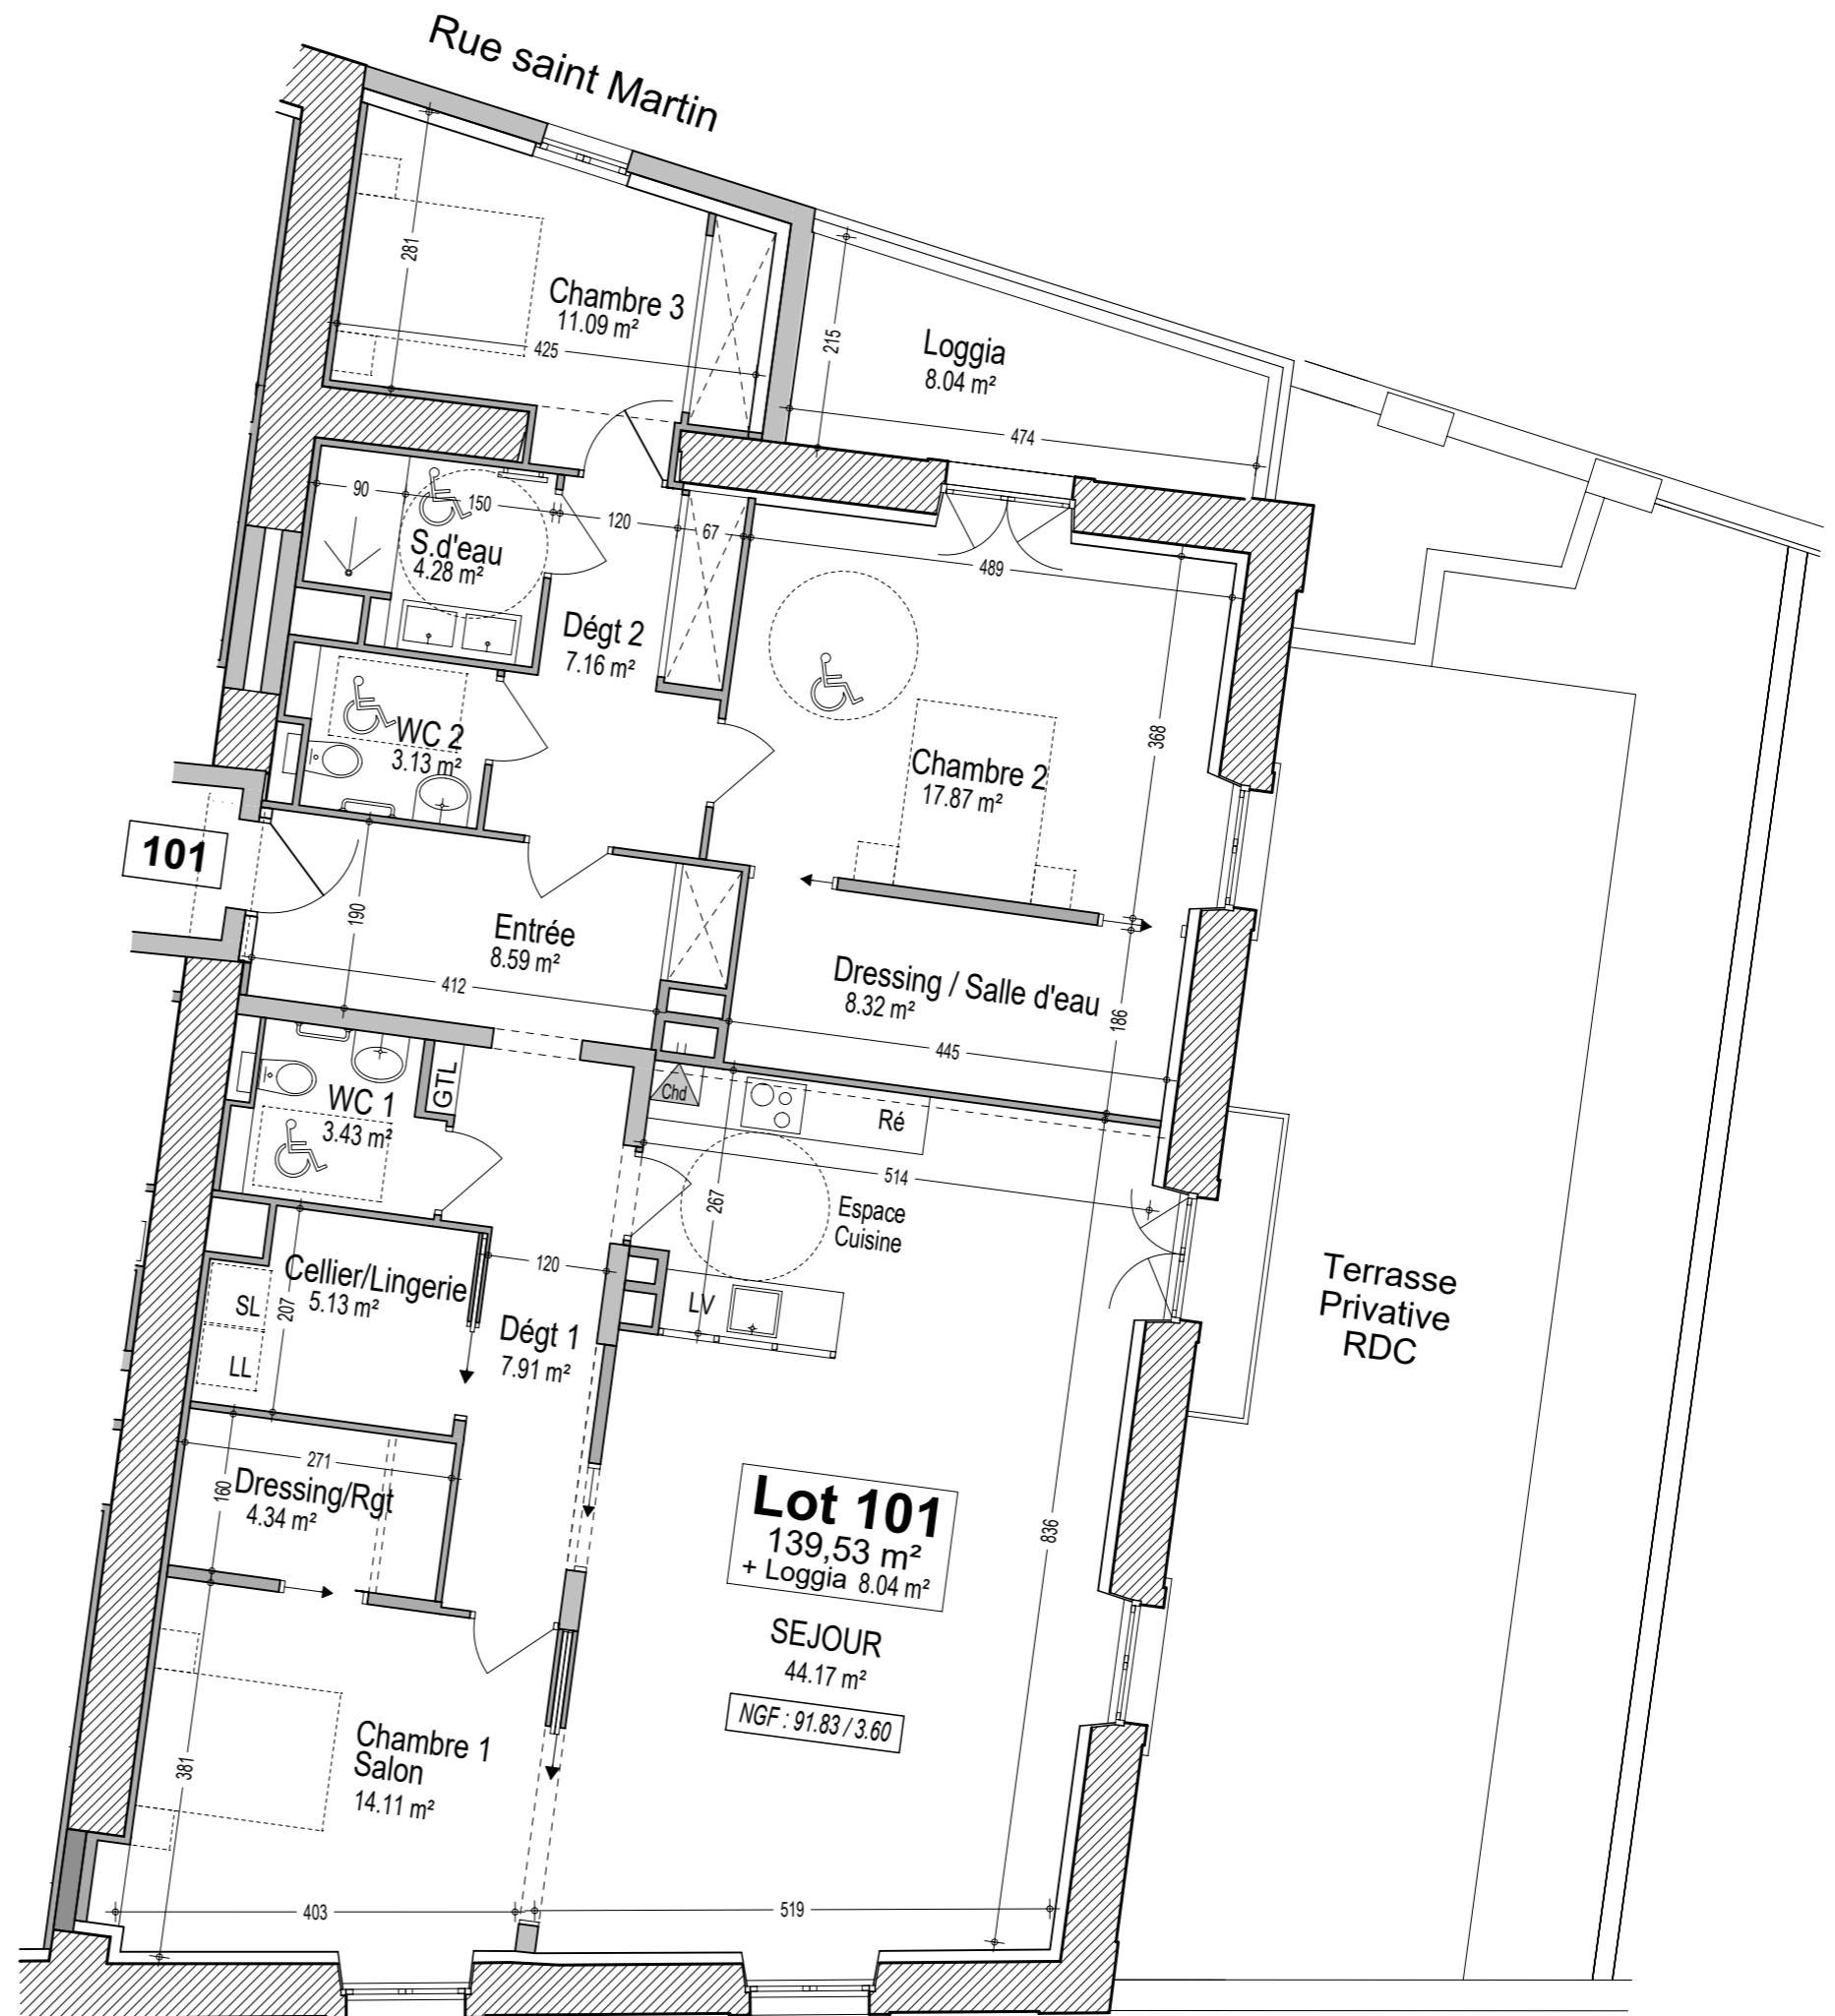 Rue saint Martin
281
Chambre 3
11.09 m²
425
215
Loggia
8.04 m²
474
90
150
120
67
489
S.d'eau
4.28 m²
Dégt 2
7.16 m²
368
WC 2
3.13 m²
Chambre 2
17.87 m²
101
190
Entrée
8.59 m²
412
Dressing / Salle d'eau
8.32 m²
186
445
GTL
WC 1
3.43 m²
Chd
Ré
514
267
Espace
Cuisine
120
Cellier/Lingerie
5.13 m²
SL
207
LL
LV
Dégt 1
7.91 m²
Terrasse
Privative
RDC
271
160
Dressing/Rgt
4.34 m²
Lot 101
139,53 m²
+ Loggia 8.04 m²
836
SEJOUR
44.17 m²
NGF : 91.83 / 3.60
Chambre 1
Salon
14.11 m²
381
403
519